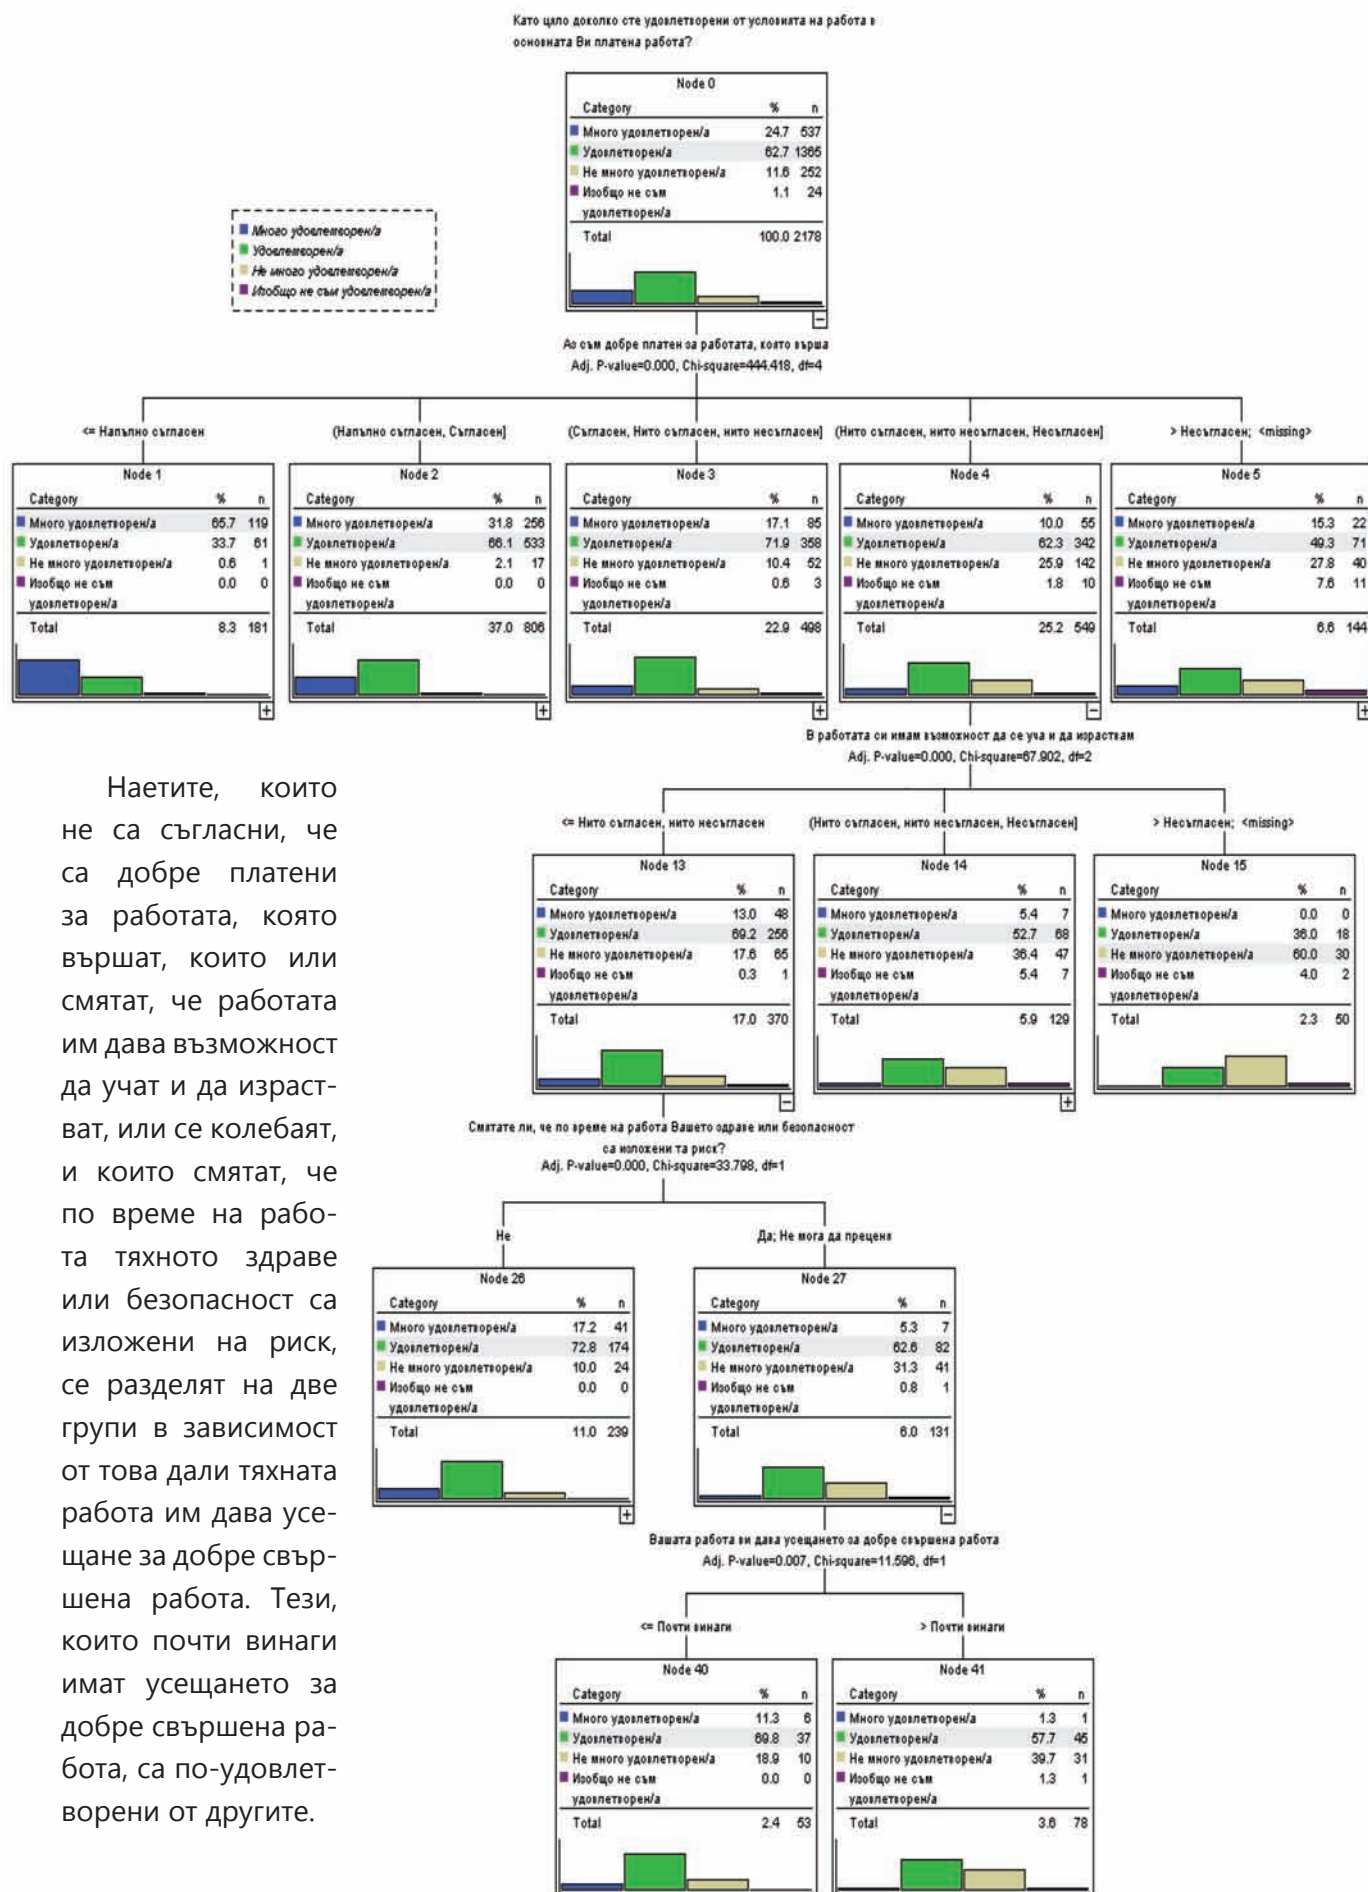 Като цяло доколко сте удовлетворени от условията на работа в
основната Ви платена работа?
Node 0
Category % n
Много удовлетворен/а 24.7 537
Удовлетворен/а 62.7 1365
Не много удовлетворен/а 11.6 252
Изобщо не съм 1.1 24
удовлетворен/а
Total 100.0 2178
Много удовлетворен/а
Удовлетворен/а
Не много удовлетворен/а
Изобщо не съм удовлетворен/а
Аз съм добре платен за работата, която върша
Adj. P-value=0.000, Chi-square=444.418, df=4
<= Напълно съгласен
(Напълно съгласен, Съгласен]
(Съгласен, Нито съгласен, нито несъгласен]
(Нито съгласен, нито несъгласен, Несъгласен]
> Несъгласен; <missing>
Node 1
Category % n
Много удовлетворен/а 65.7 119
Удовлетворен/а 33.7 61
Не много удовлетворен/а 0.6 1
Изобщо не съм 0.0 0
удовлетворен/а
Total 8.3 181
Node 2
Category % n
Много удовлетворен/а 31.8 256
Удовлетворен/а 66.1 533
Не много удовлетворен/а 2.1 17
Изобщо не съм 0.0 0
удовлетворен/а
Total 37.0 806
Node 3
Category % n
Много удовлетворен/а 17.1 85
Удовлетворен/а 71.9 358
Не много удовлетворен/а 10.4 52
Изобщо не съм 0.6 3
удовлетворен/а
Total 22.9 498
Node 4
Category % n
Много удовлетворен/а 10.0 55
Удовлетворен/а 62.3 342
Не много удовлетворен/а 25.9 142
Изобщо не съм 1.8 10
удовлетворен/а
Total 25.2 549
Node 5
Category % n
Много удовлетворен/а 15.3 22
Удовлетворен/а 49.3 71
Не много удовлетворен/а 27.8 40
Изобщо не съм 7.6 11
удовлетворен/а
Total 6.6 144
В работата си имам възможност да се уча и да израствам
Adj. P-value=0.000, Chi-square=67.902, df=2
<= Нито съгласен, нито несъгласен
(Нито съгласен, нито несъгласен, Несъгласен]
> Несъгласен; <missing>
Node 13
Category % n
Много удовлетворен/а 13.0 48
Удовлетворен/а 69.2 256
Не много удовлетворен/а 17.6 65
Изобщо не съм 0.3 1
удовлетворен/а
Total 17.0 370
Node 14
Category % n
Много удовлетворен/а 5.4 7
Удовлетворен/а 52.7 68
Не много удовлетворен/а 36.4 47
Изобщо не съм 5.4 7
удовлетворен/а
Total 5.9 129
Node 15
Category % n
Много удовлетворен/а 0.0 0
Удовлетворен/а 36.0 18
Не много удовлетворен/а 60.0 30
Изобщо не съм 4.0 2
удовлетворен/а
Total 2.3 50
Смятате ли, че по време на работа Вашето здраве или безопасност
са изложени та риск?
Adj. P-value=0.000, Chi-square=33.798, df=1
Не
Да; Не мога да преценя
Node 26
Category % n
Много удовлетворен/а 17.2 41
Удовлетворен/а 72.8 174
Не много удовлетворен/а 10.0 24
Изобщо не съм 0.0 0
удовлетворен/а
Total 11.0 239
Node 27
Category % n
Много удовлетворен/а 5.3 7
Удовлетворен/а 62.6 82
Не много удовлетворен/а 31.3 41
Изобщо не съм 0.8 1
удовлетворен/а
Total 6.0 131
Вашата работа ви дава усещането за добре свършена работа
Adj. P-value=0.007, Chi-square=11.596, df=1
<= Почти винаги
> Почти винаги
Node 40
Category % n
Много удовлетворен/а 11.3 6
Удовлетворен/а 69.8 37
Не много удовлетворен/а 18.9 10
Изобщо не съм 0.0 0
удовлетворен/а
Total 2.4 53
Node 41
Category % n
Много удовлетворен/а 1.3 1
Удовлетворен/а 57.7 45
Не много удовлетворен/а 39.7 31
Изобщо не съм 1.3 1
удовлетворен/а
Total 3.6 78
Наетите, които
не са съгласни, че
са добре платени
за работата, която
вършат, които или
смятат, че работата
им дава възможност
да учат и да израст-
ват, или се колебаят,
и които смятат, че
по време на рабо-
та тяхното здраве
или безопасност са
изложени на риск,
се разделят на две
групи в зависимост
от това дали тяхната
работа им дава усе-
щане за добре свър-
шена работа. Тези,
които почти винаги
имат усещането за
добре свършена ра-
бота, са по-удовлет-
ворени от другите.